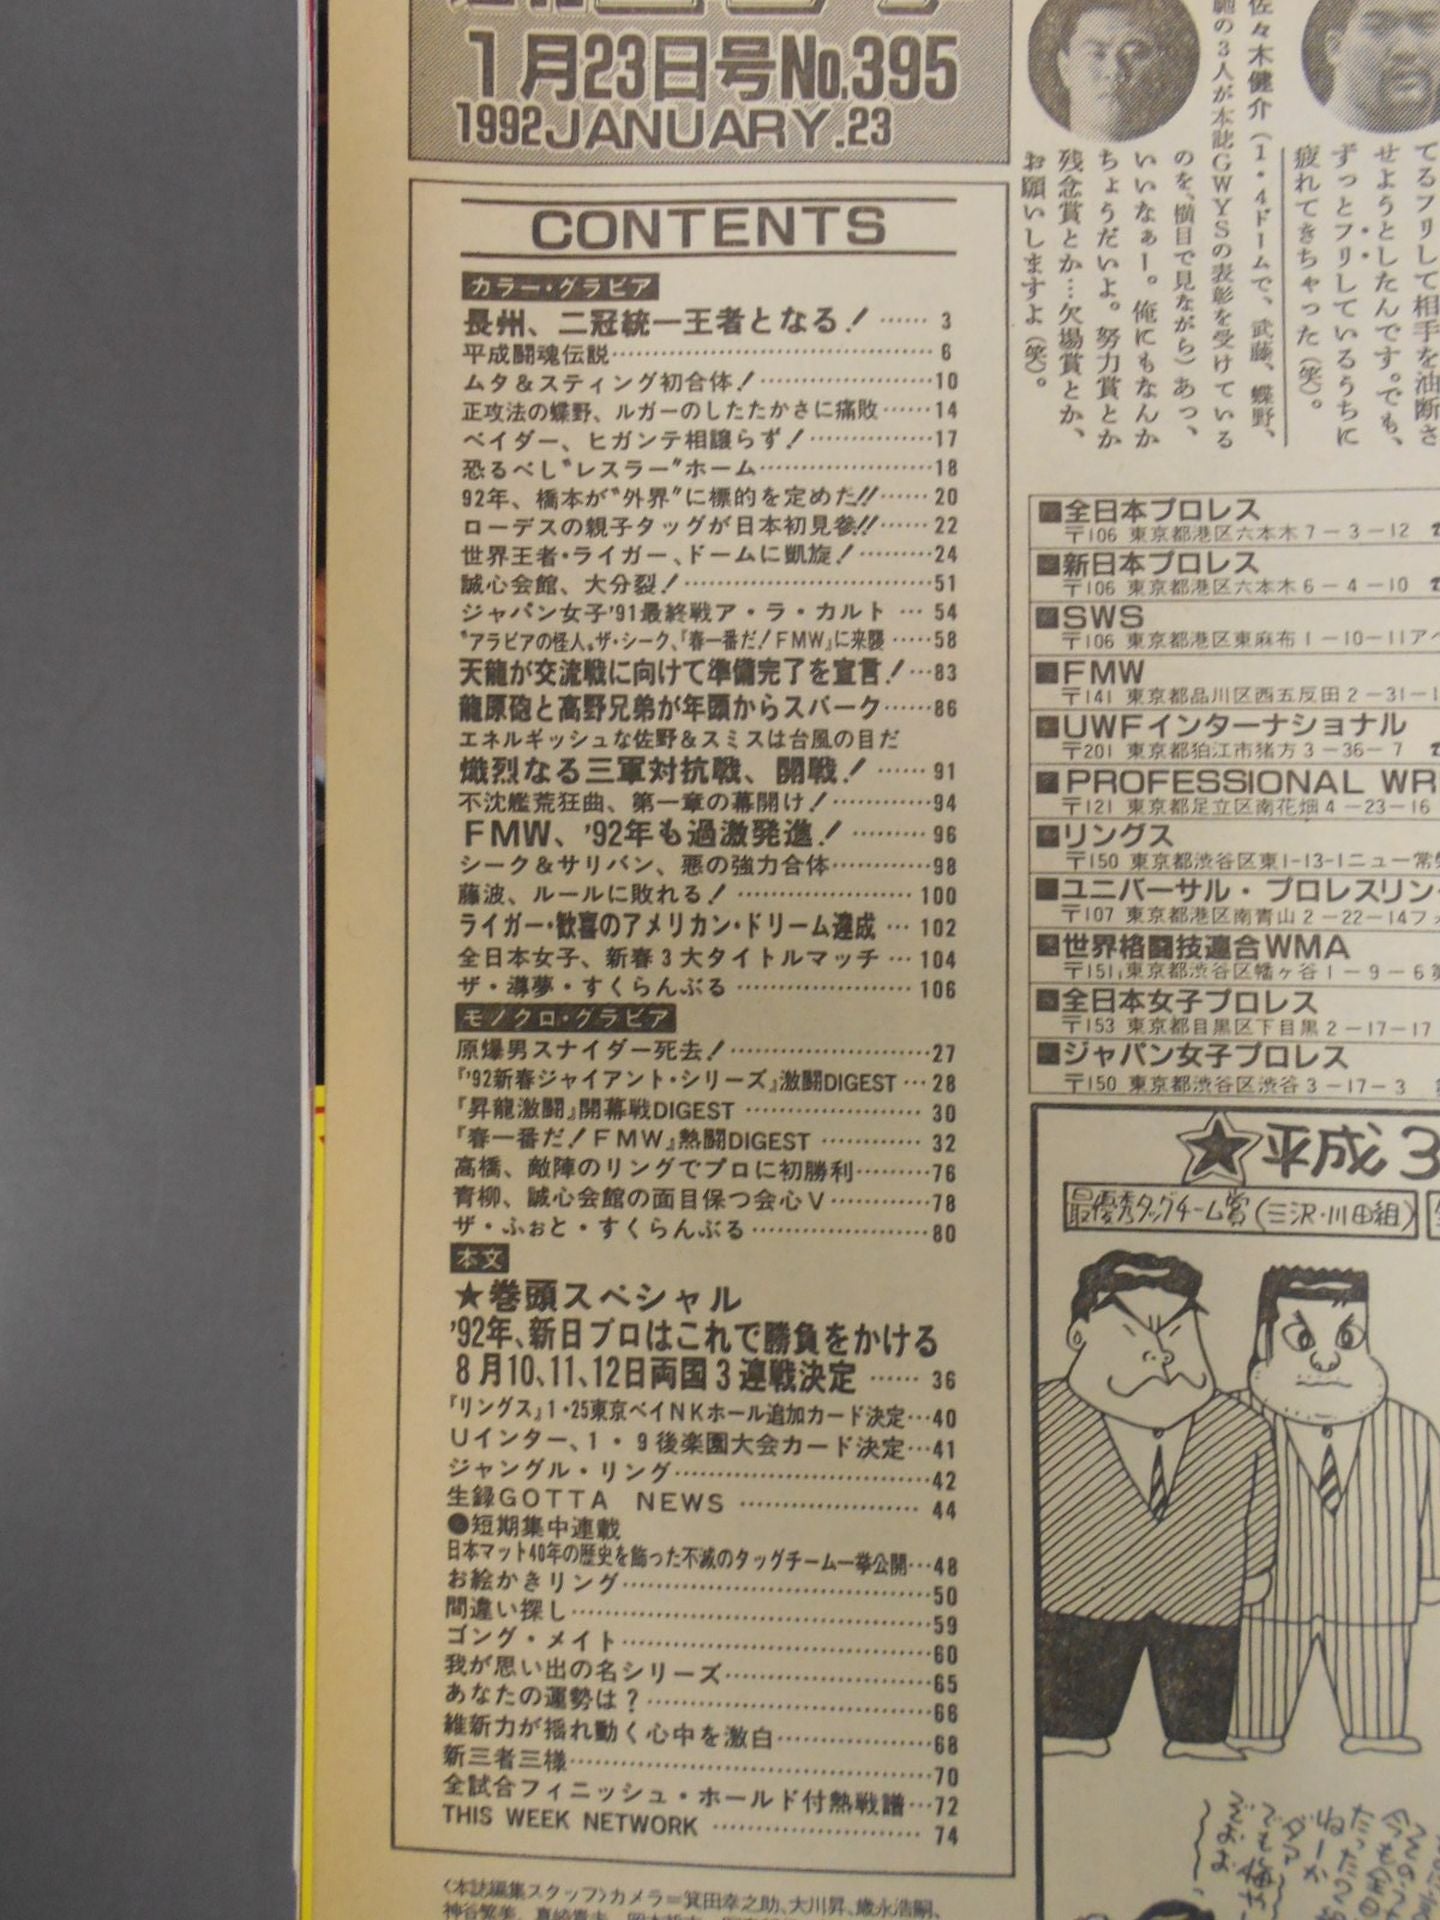 1月23日号No.395
1992JANUARY.23
CONTENTS
カラー・グラビア
長州、二冠統一王者となる！…… 3
平成闘魂伝説…… 6
ムタ＆スティング初合体！……10
正攻法の蝶野、ルガーのしたたかさに痛敗……14
ベイダー、ヒガンテ相譲らず！……17
恐るべし〝レスラー〟ホーム……18
92年、橋本が〝外界〟に標的を定めた!!……20
ローデスの親子タッグが日本初見参!!……22
世界王者・ライガー、ドームに凱旋！……24
誠心会館、大分裂！……51
ジャパン女子'91最終戦ア・ラ・カルト … 54
〝アラビアの怪人〟ザ・シーク、『春一番だ！FMW』に来襲……58
天龍が交流戦に向けて準備完了を宣言！…83
龍原砲と高野兄弟が年頭からスパーク……86
エネルギッシュな佐野＆スミスは台風の目だ
熾烈なる三軍対抗戦、開戦！……91
不沈艦荒狂曲、第一章の幕開け！……94
FMW、'92年も過激発進！……96
シーク＆サリバン、悪の強力合体……98
藤波、ルールに敗れる！……100
ライガー・歓喜のアメリカン・ドリーム達成 … 102
全日本女子、新春3大タイトルマッチ … 104
ザ・導夢・すくらんぶる……106
モノクロ・グラビア
原爆男スナイダー死去！……27
『'92新春ジャイアント・シリーズ』激闘DIGEST … 28
『昇龍激闘』開幕戦DIGEST …… 30
『春一番だ！FMW』熱闘DIGEST …… 32
高橋、敵陣のリングでプロに初勝利……76
青柳、誠心会館の面目保つ会心V……78
ザ・ふぉと・すくらんぶる……80
本文
★巻頭スペシャル
'92年、新日プロはこれで勝負をかける
8月10、11、12日両国3連戦決定 …… 36
『リングス』1・25東京ベイNKホール追加カード決定…40
Uインター、1・9後楽園大会カード決定…41
ジャングル・リング……42
生録GOTTA NEWS …… 44
●短期集中連載
日本マット40年の歴史を飾った不滅のタッグチーム一挙公開…48
お絵かきリング……50
間違い探し……59
ゴング・メイト……60
我が思い出の名シリーズ……65
あなたの運勢は？……66
維新力が揺れ動く心中を激白……68
新三者三様……70
全試合フィニッシュ・ホールド付熱戦譜…72
THIS WEEK NETWORK …… 74
〈本誌編集スタッフ〉カメラ＝箕田幸之助、大川昇、歳永浩嗣、
てるフリして相手を油断さ
せようとしたんです。でも、
ずっとフリしているうちに
疲れてきちゃった（笑）。
佐々木健介（1・4ドームで、武藤、蝶野、
の3人が本誌GWYSの表彰を受けている
のを、横目で見ながら）あっ、
いいなぁー。俺にもなんか
ちょうだいよ。努力賞とか
残念賞とか…欠場賞とか、
お願いしますよ（笑）。
■全日本プロレス
〒106 東京都港区六本木7－3－12
■新日本プロレス
〒106 東京都港区六本木6－4－10
■SWS
〒106 東京都港区東麻布1－10－11ア
■FMW
〒141 東京都品川区西五反田2－31－1
■UWFインターナショナル
〒201 東京都狛江市猪方3－36－7
■PROFESSIONAL WR
〒121 東京都足立区南花畑4－23－16
■リングス
〒150 東京都渋谷区東1-13-1ニュー常
■ユニバーサル・プロレスリン
〒107 東京都港区南青山2－22－14フ
■世界格闘技連合WMA
〒151 東京都渋谷区幡ヶ谷1－9－6
■全日本女子プロレス
〒153 東京都目黒区下目黒2－17－17
■ジャパン女子プロレス
〒150 東京都渋谷区渋谷3－17－3
★平成3
最優秀タッグチーム賞（三沢・川田組）